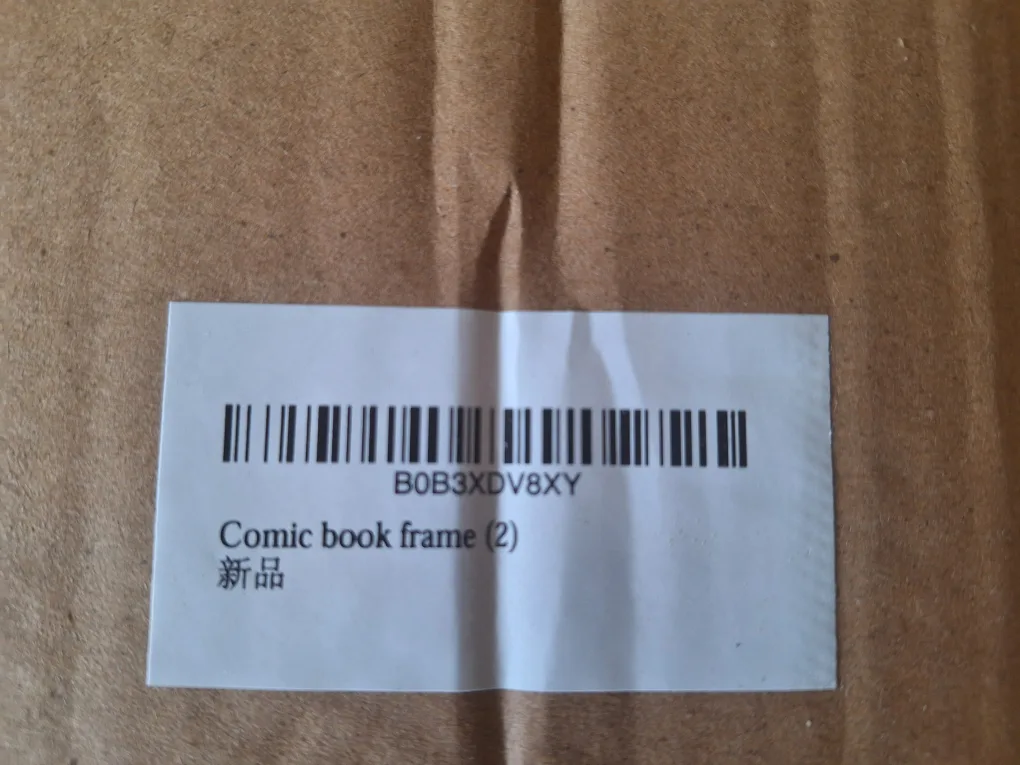 B0B3XDV8XY
Comic book frame (2)
新品